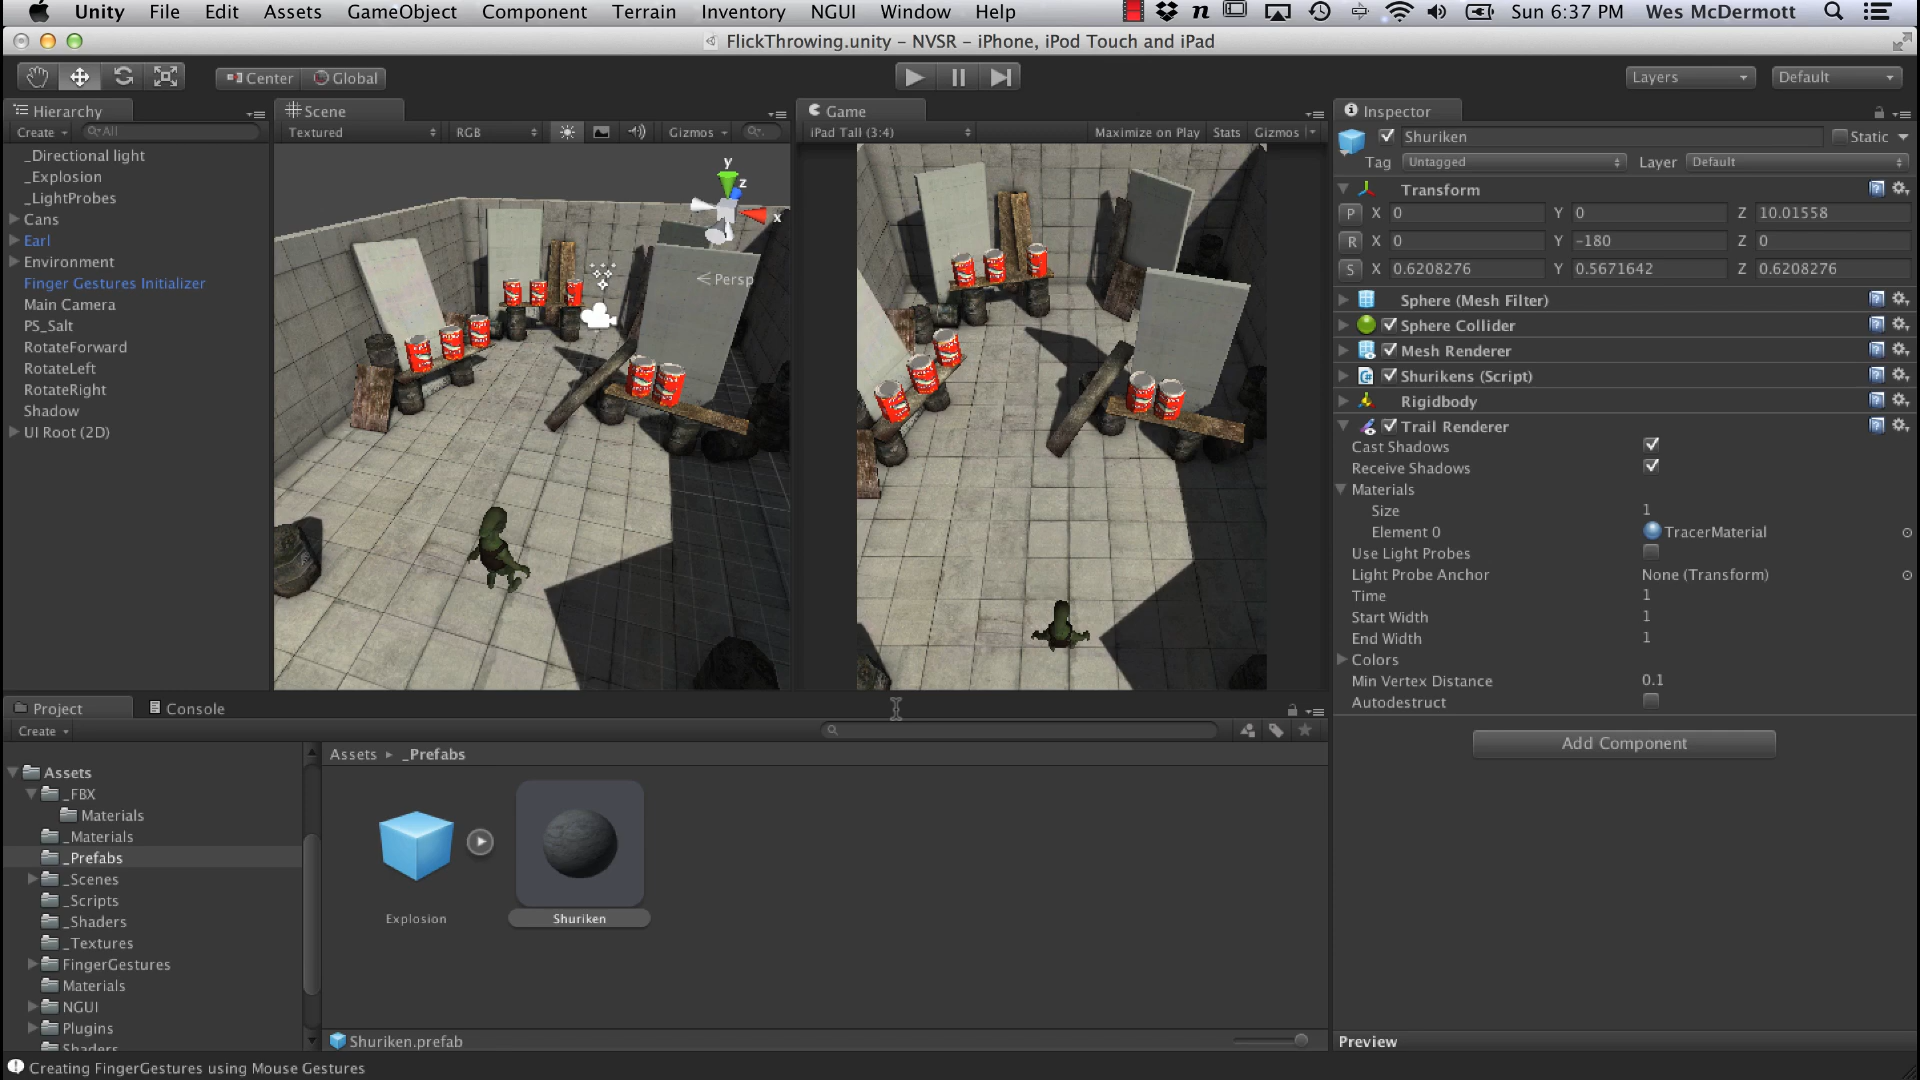 Unity File Edit Assets GameObject Component Terrain Inventory NGUI Window Help Sun 6:37 PM Wes McDermott
FlickThrowing.unity – NVSR – iPhone, iPod Touch and iPad
Center Global Layers Default
Hierarchy
Create All
_Directional light
_Explosion
_LightProbes
Cans
Earl
Environment
Finger Gestures Initializer
Main Camera
PS_Salt
RotateForward
RotateLeft
RotateRight
Shadow
UI Root (2D)
Scene
Textured RGB Gizmos
y
z
x
Persp
Game
iPad Tall (3:4) Maximize on Play Stats Gizmos
Inspector
Shuriken Static
Tag Untagged Layer Default
Transform
P X 0 Y 0 Z 10.01558
R X 0 Y -180 Z 0
S X 0.6208276 Y 0.5671642 Z 0.6208276
Sphere (Mesh Filter)
Sphere Collider
Mesh Renderer
Shurikens (Script)
Rigidbody
Trail Renderer
Cast Shadows
Receive Shadows
Materials
Size 1
Element 0 TracerMaterial
Use Light Probes
Light Probe Anchor None (Transform)
Time 1
Start Width 1
End Width 1
Colors
Min Vertex Distance 0.1
Autodestruct
Add Component
Preview
Project Console
Create
Assets
_FBX
Materials
_Materials
_Prefabs
_Scenes
_Scripts
_Shaders
_Textures
FingerGestures
Materials
NGUI
Plugins
Shaders
Assets ▸ _Prefabs
Explosion
Shuriken
Shuriken.prefab
Creating FingerGestures using Mouse Gestures